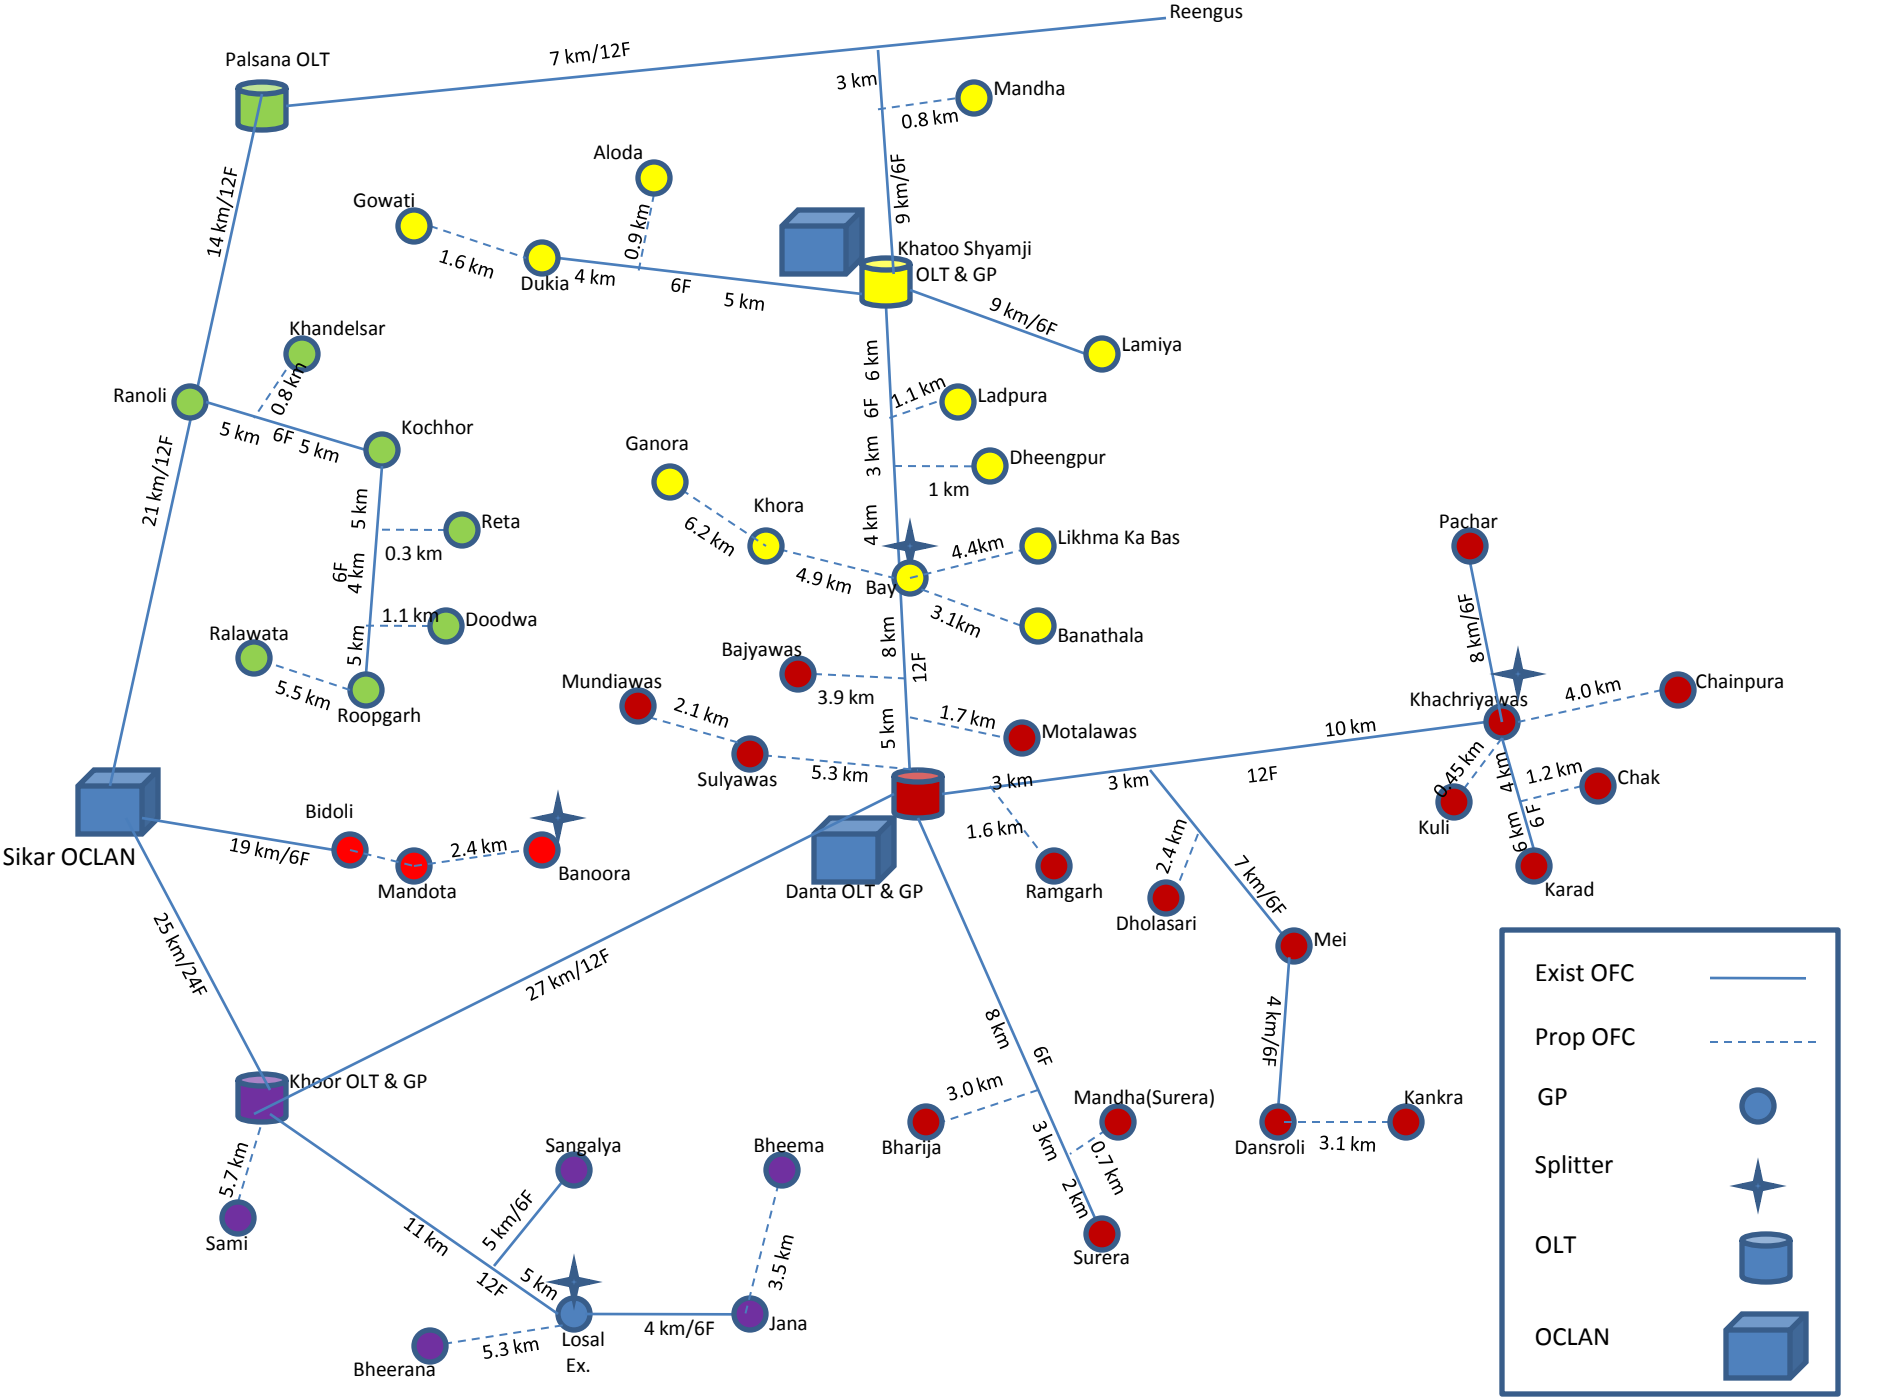 Reengus
Palsana OLT
7 km/12F
3 km
Mandha
0.8 km
Aloda
14 km/12F
9 km/6F
Gowati
0.9 km
1.6 km
Khatoo Shyamji
OLT & GP
Dukia
4 km
6F
5 km
9 km/6F
Khandelsar
Lamiya
6 km
0.8 km
Ranoli
1.1 km
Ladpura
6F
5 km
6F
5 km
Kochhor
Ganora
3 km
Dheengpur
1 km
21 km/12F
5 km
Reta
0.3 km
Khora
6.2 km
4 km
Likhma Ka Bas
4.4km
Pachar
6F
4 km
4.9 km
Bay
3.1km
1.1 km
Doodwa
Banathala
8 km/6F
Ralawata
5 km
8 km
Bajyawas
12F
5.5 km
Roopgarh
Mundiawas
3.9 km
2.1 km
1.7 km
Motalawas
Khachriyawas
4.0 km
Chainpura
5 km
10 km
Sulyawas
5.3 km
3 km
3 km
12F
0.45 km
4 km
1.2 km
Chak
Bidoli
1.6 km
2.4 km
Kuli
6F
6 km
Sikar OCLAN
19 km/6F
2.4 km
Mandota
Banoora
Danta OLT & GP
Ramgarh
Dholasari
7 km/6F
Karad
25 km/24F
27 km/12F
Mei
8 km
6F
4 km/6F
Khoor OLT & GP
3.0 km
Mandha(Surera)
Kankra
Bharija
3 km
0.7 km
Dansroli
3.1 km
Sangalya
Bheema
5.7 km
2 km
Sami
11 km
5 km/6F
Surera
12F
5 km
3.5 km
Losal
Ex.
4 km/6F
Jana
5.3 km
Bheerana
Exist OFC
Prop OFC
GP
Splitter
OLT
OCLAN